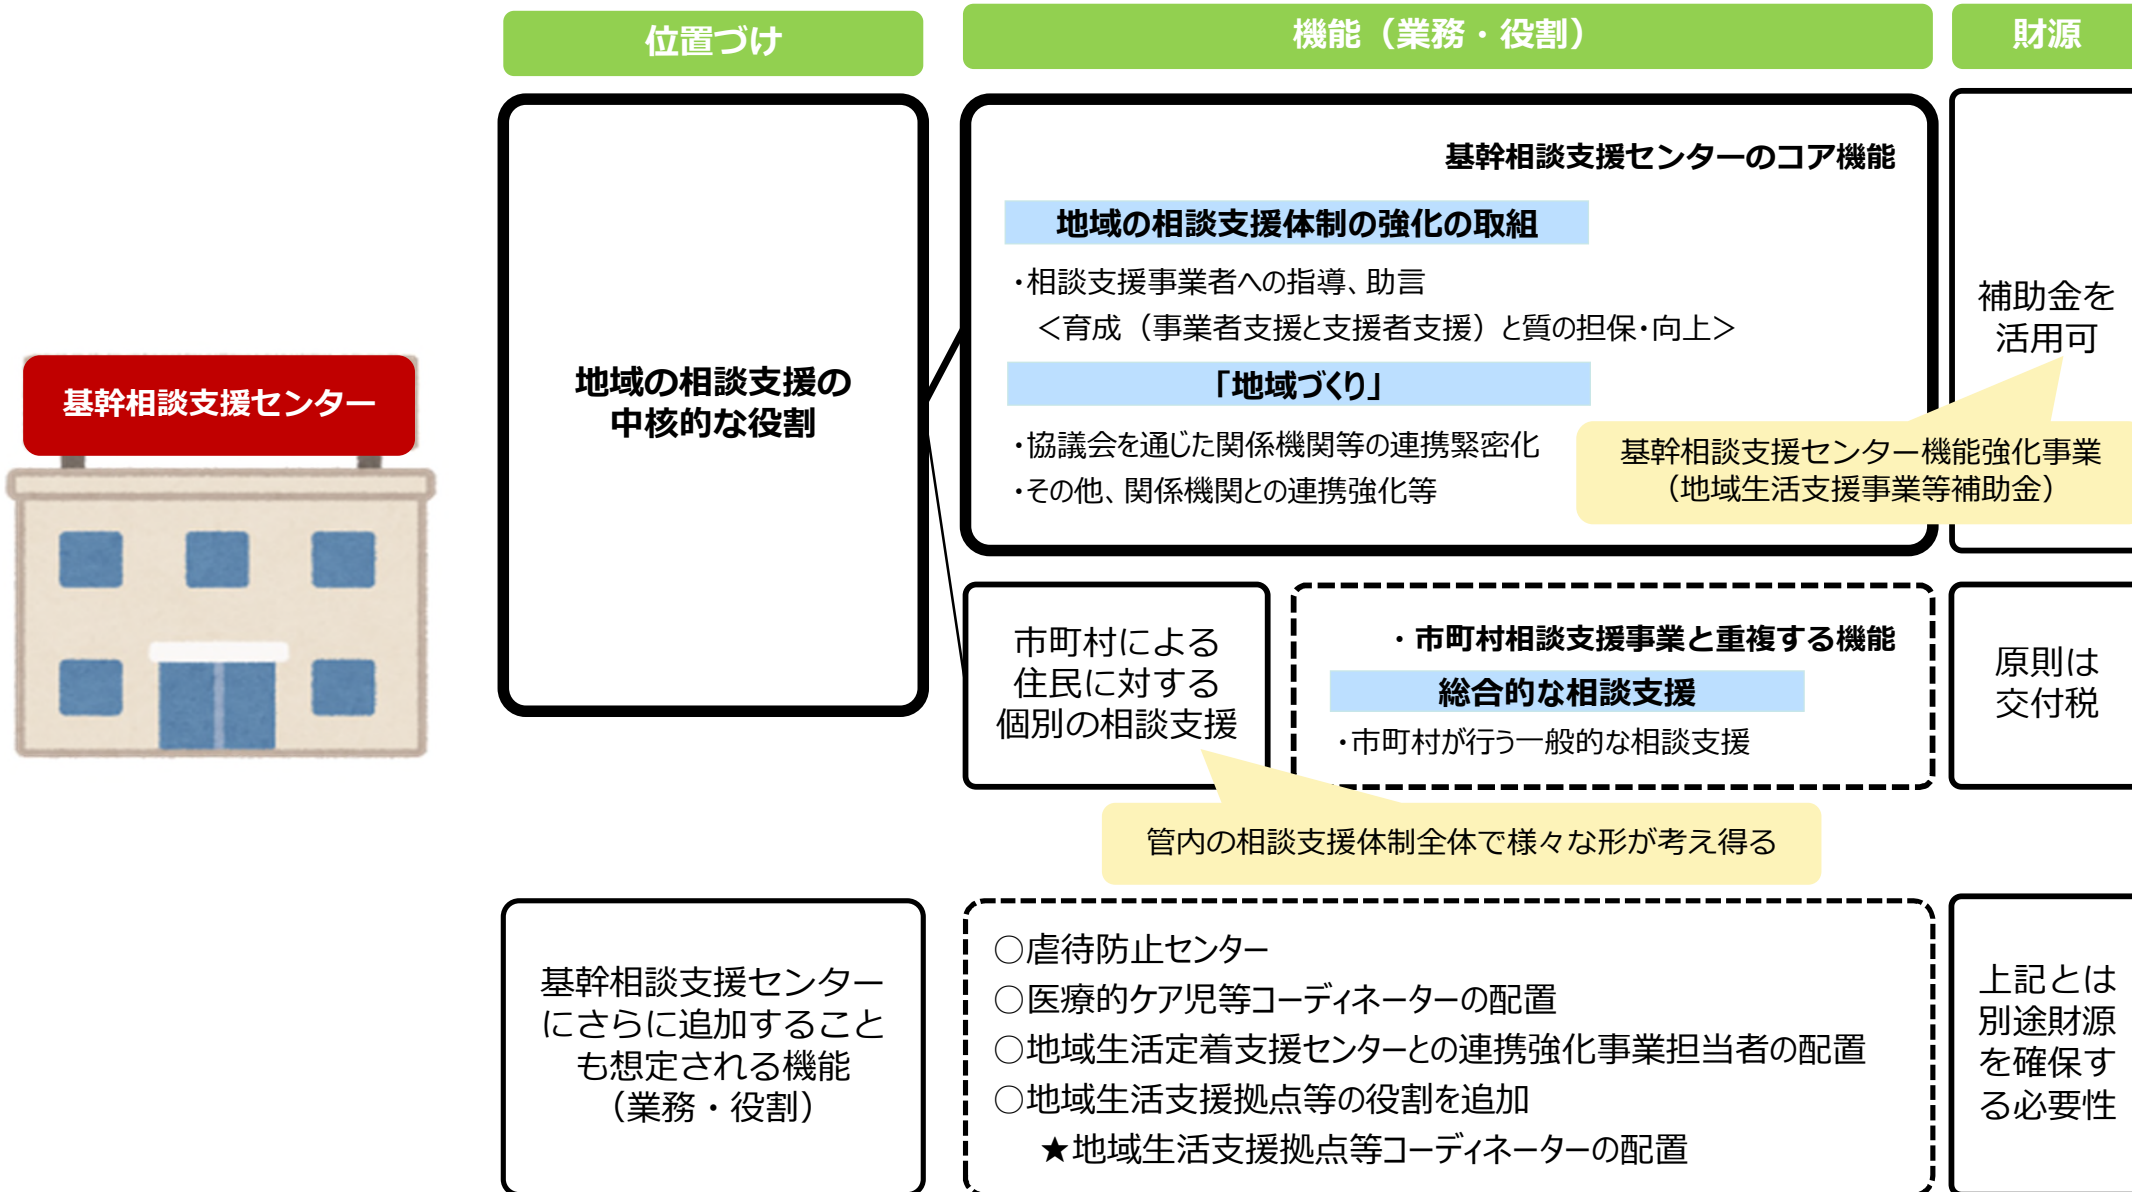 位置づけ
機能（業務・役割）
財源
基幹相談支援センター
地域の相談支援の
中核的な役割
基幹相談支援センターのコア機能
地域の相談支援体制の強化の取組
・相談支援事業者への指導、助言
＜育成（事業者支援と支援者支援）と質の担保・向上＞
「地域づくり」
・協議会を通じた関係機関等の連携緊密化
・その他、関係機関との連携強化等
補助金を
活用可
基幹相談支援センター機能強化事業
（地域生活支援事業等補助金）
市町村による
住民に対する
個別の相談支援
・市町村相談支援事業と重複する機能
総合的な相談支援
・市町村が行う一般的な相談支援
原則は
交付税
管内の相談支援体制全体で様々な形が考え得る
基幹相談支援センター
にさらに追加すること
も想定される機能
（業務・役割）
○虐待防止センター
○医療的ケア児等コーディネーターの配置
○地域生活定着支援センターとの連携強化事業担当者の配置
○地域生活支援拠点等の役割を追加
★地域生活支援拠点等コーディネーターの配置
上記とは
別途財源
を確保す
る必要性